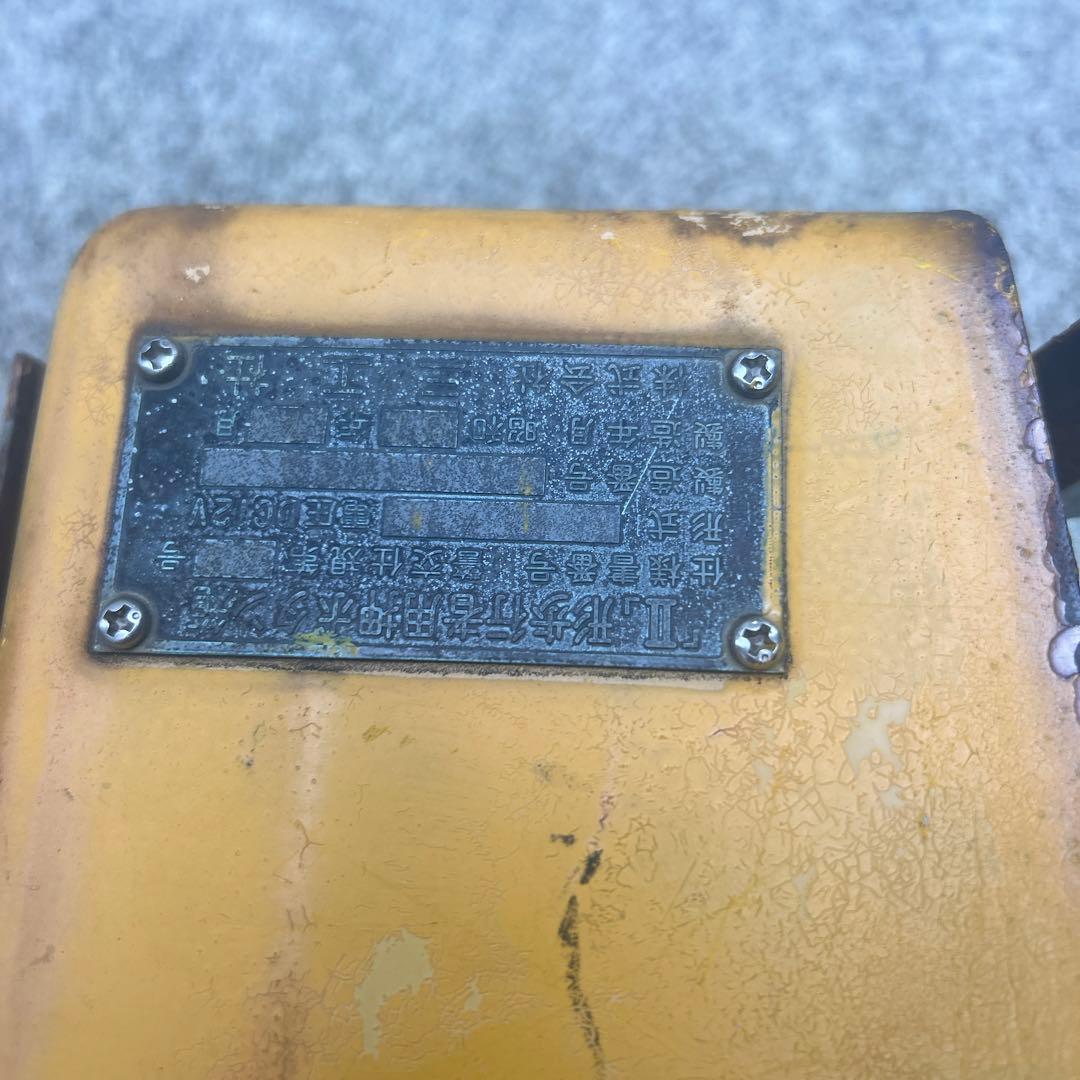 「Ⅱ」形歩行者用押ボタン箱
仕様書番号 警交仕規第 号
形式 電圧DC12V
製造番号
製造年月 昭和 年 月
株式会社 三工社